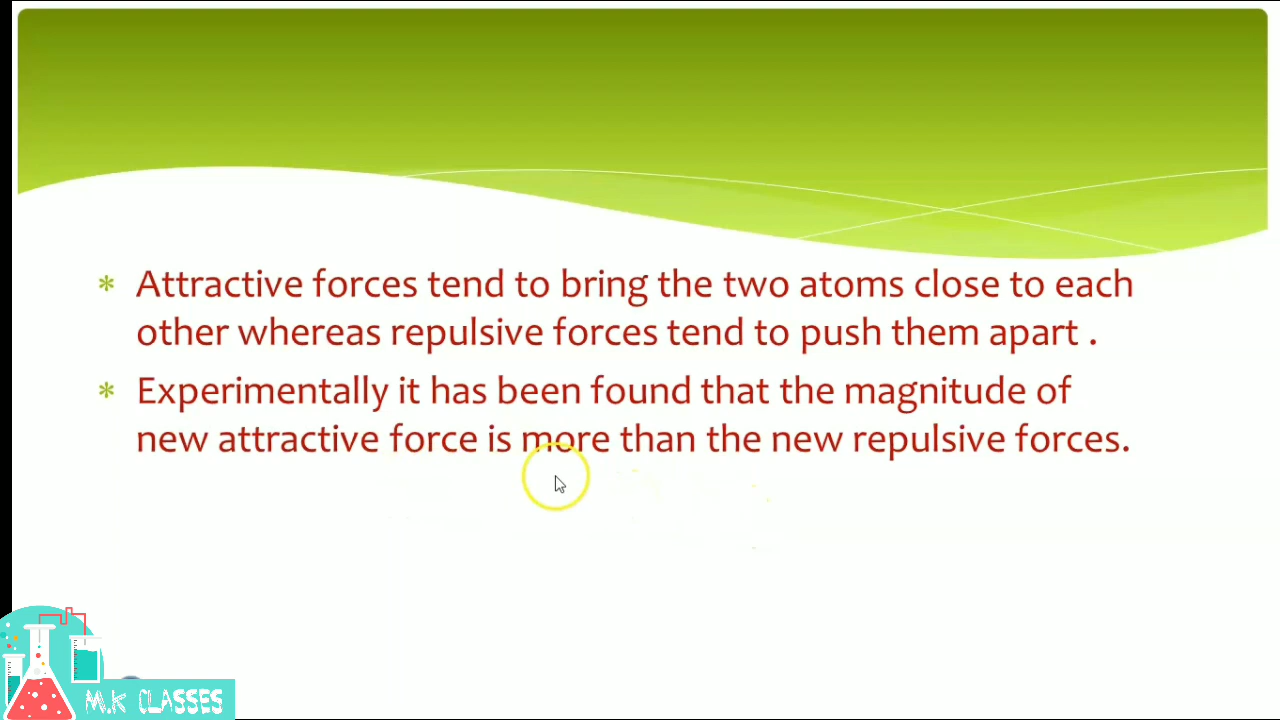 * Attractive forces tend to bring the two atoms close to each
other whereas repulsive forces tend to push them apart .
* Experimentally it has been found that the magnitude of
new attractive force is more than the new repulsive forces.
M.K CLASSES